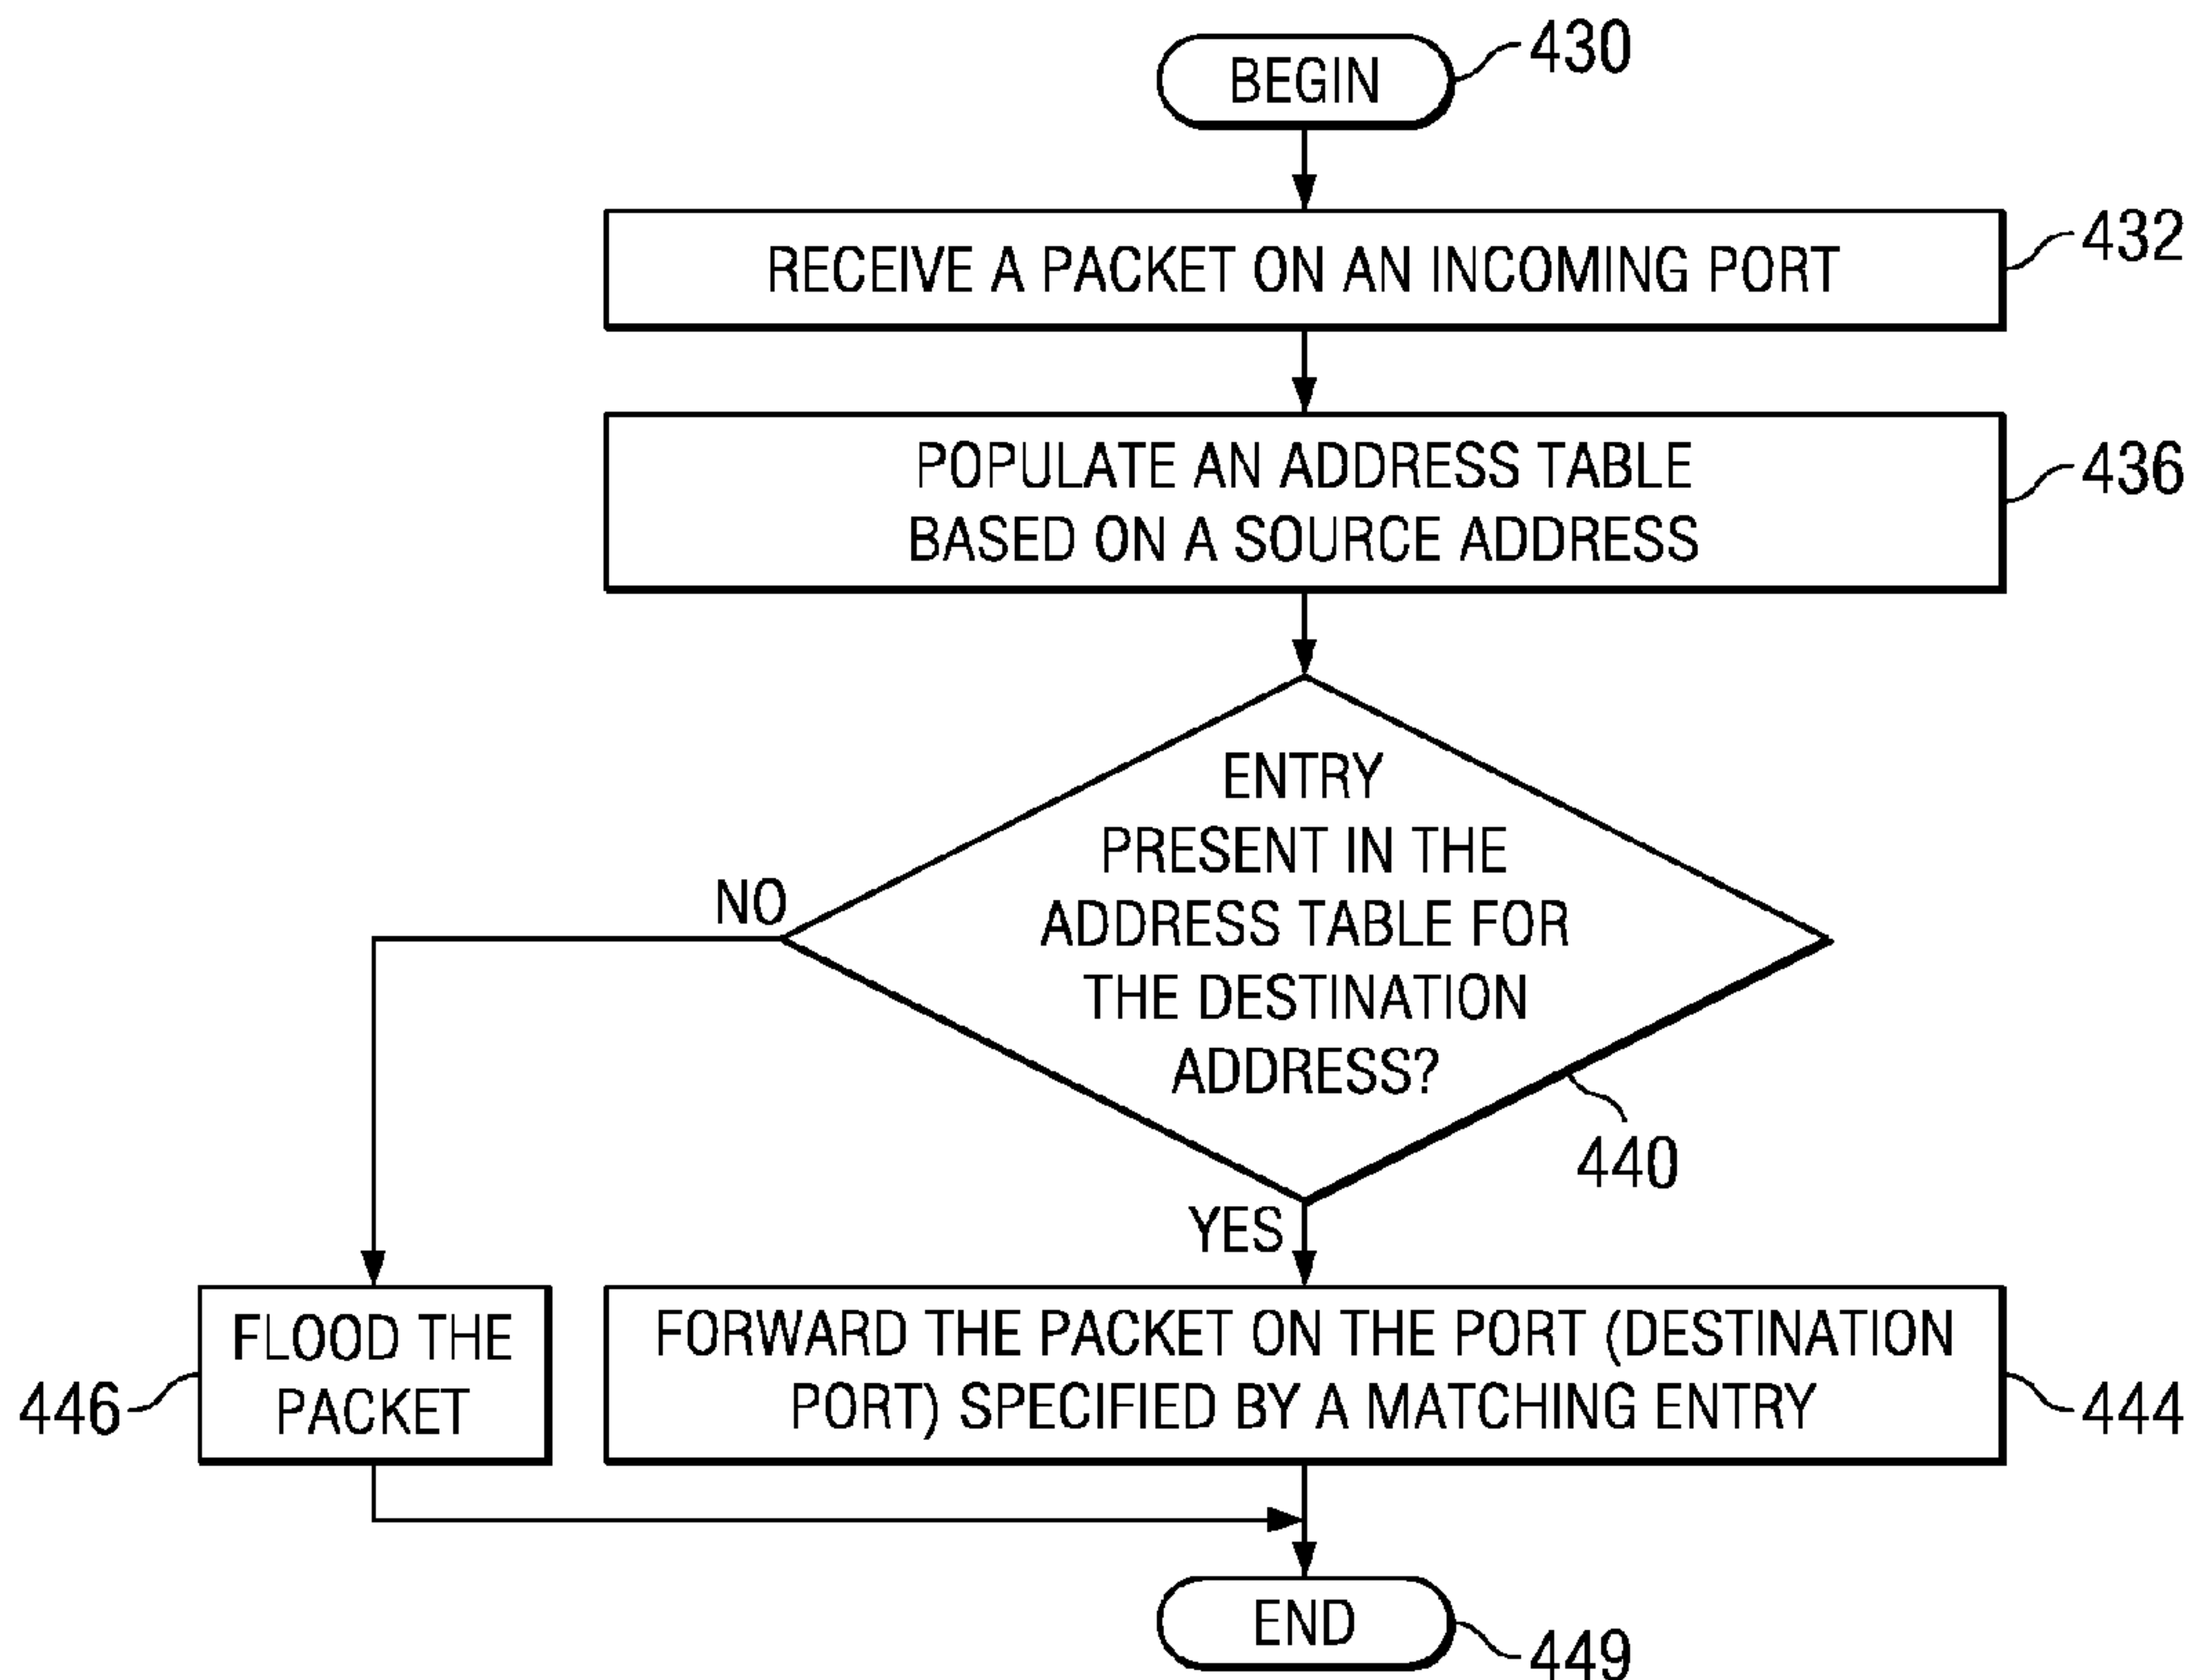 BEGIN
430
RECEIVE A PACKET ON AN INCOMING PORT
432
POPULATE AN ADDRESS TABLE
BASED ON A SOURCE ADDRESS
436
ENTRY
PRESENT IN THE
ADDRESS TABLE FOR
THE DESTINATION
ADDRESS?
440
NO
YES
FLOOD THE
PACKET
446
FORWARD THE PACKET ON THE PORT (DESTINATION
PORT) SPECIFIED BY A MATCHING ENTRY
444
END
449